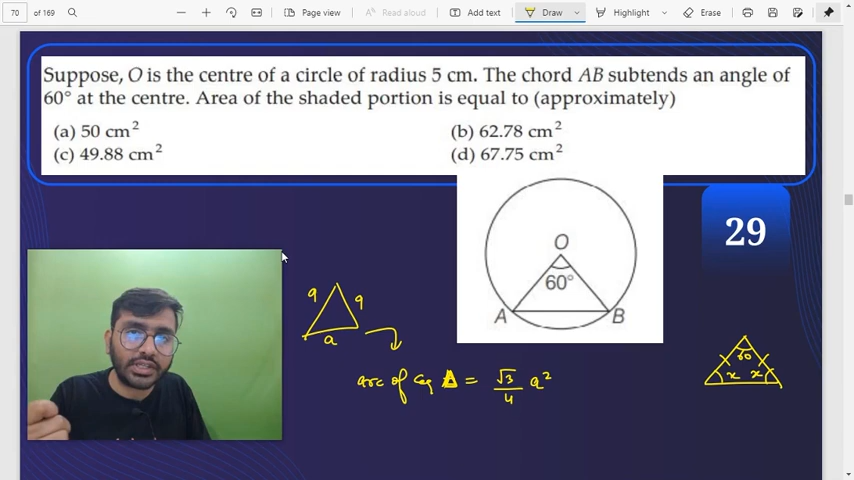 70 of 169 Page view Read aloud Add text Draw Highlight Erase
Suppose, O is the centre of a circle of radius 5 cm. The chord AB subtends an angle of
60° at the centre. Area of the shaded portion is equal to (approximately)
(a) 50 cm² (b) 62.78 cm²
(c) 49.88 cm² (d) 67.75 cm²
O
60°
A B
29
a a
a
arc of eq Δ = √3/4 a²
60
x x